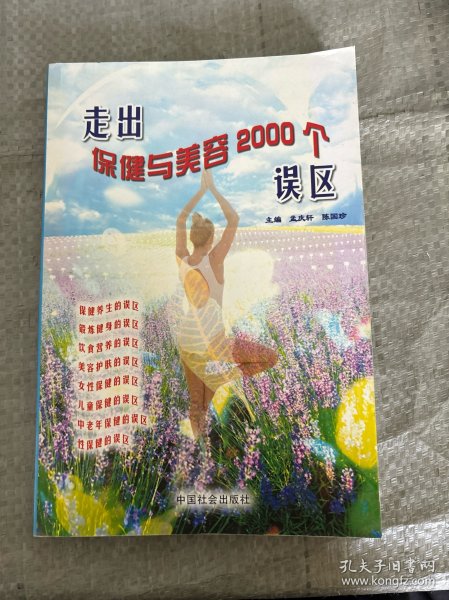 走出
保健与美容2000个
误区
主编 孟庆轩 陈国珍
保健养生的误区
锻炼健身的误区
饮食营养的误区
美容护肤的误区
女性保健的误区
儿童保健的误区
中老年保健的误区
性保健的误区
中国社会出版社
孔夫子旧书网
www.kongfz.com